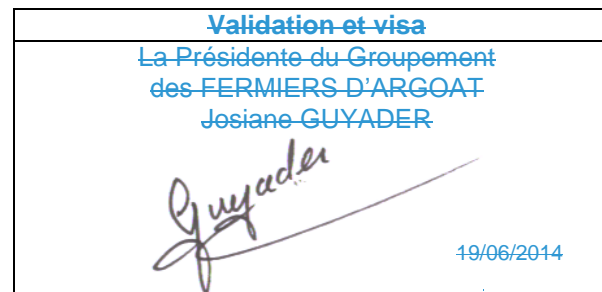 Validation et visa
La Présidente du Groupement
des FERMIERS D'ARGOAT
Josiane GUYADER
Guyader
19/06/2014